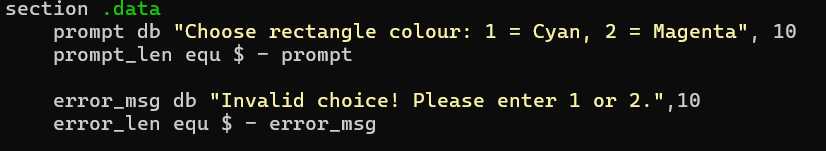 section .data
    prompt db "Choose rectangle colour: 1 = Cyan, 2 = Magenta", 10
    prompt_len equ $ - prompt

    error_msg db "Invalid choice! Please enter 1 or 2.",10
    error_len equ $ - error_msg